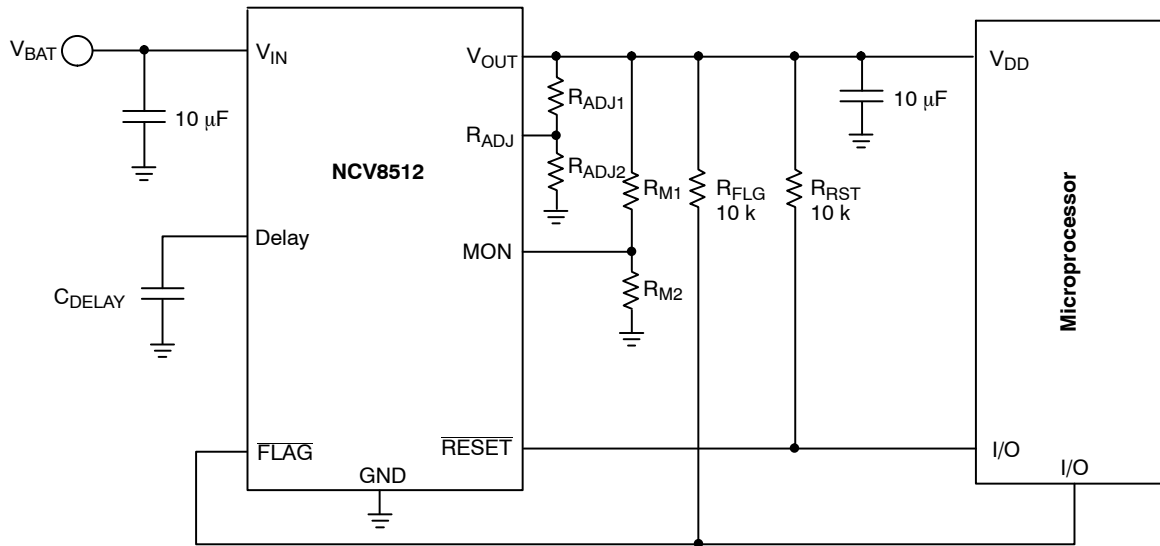 V_BAT
V_IN
10 μF
NCV8512
Delay
C_DELAY
FLAG
GND
V_OUT
R_ADJ
MON
RESET
R_ADJ1
R_ADJ2
R_M1
R_M2
R_FLG
10 k
R_RST
10 k
10 μF
V_DD
Microprocessor
I/O
I/O